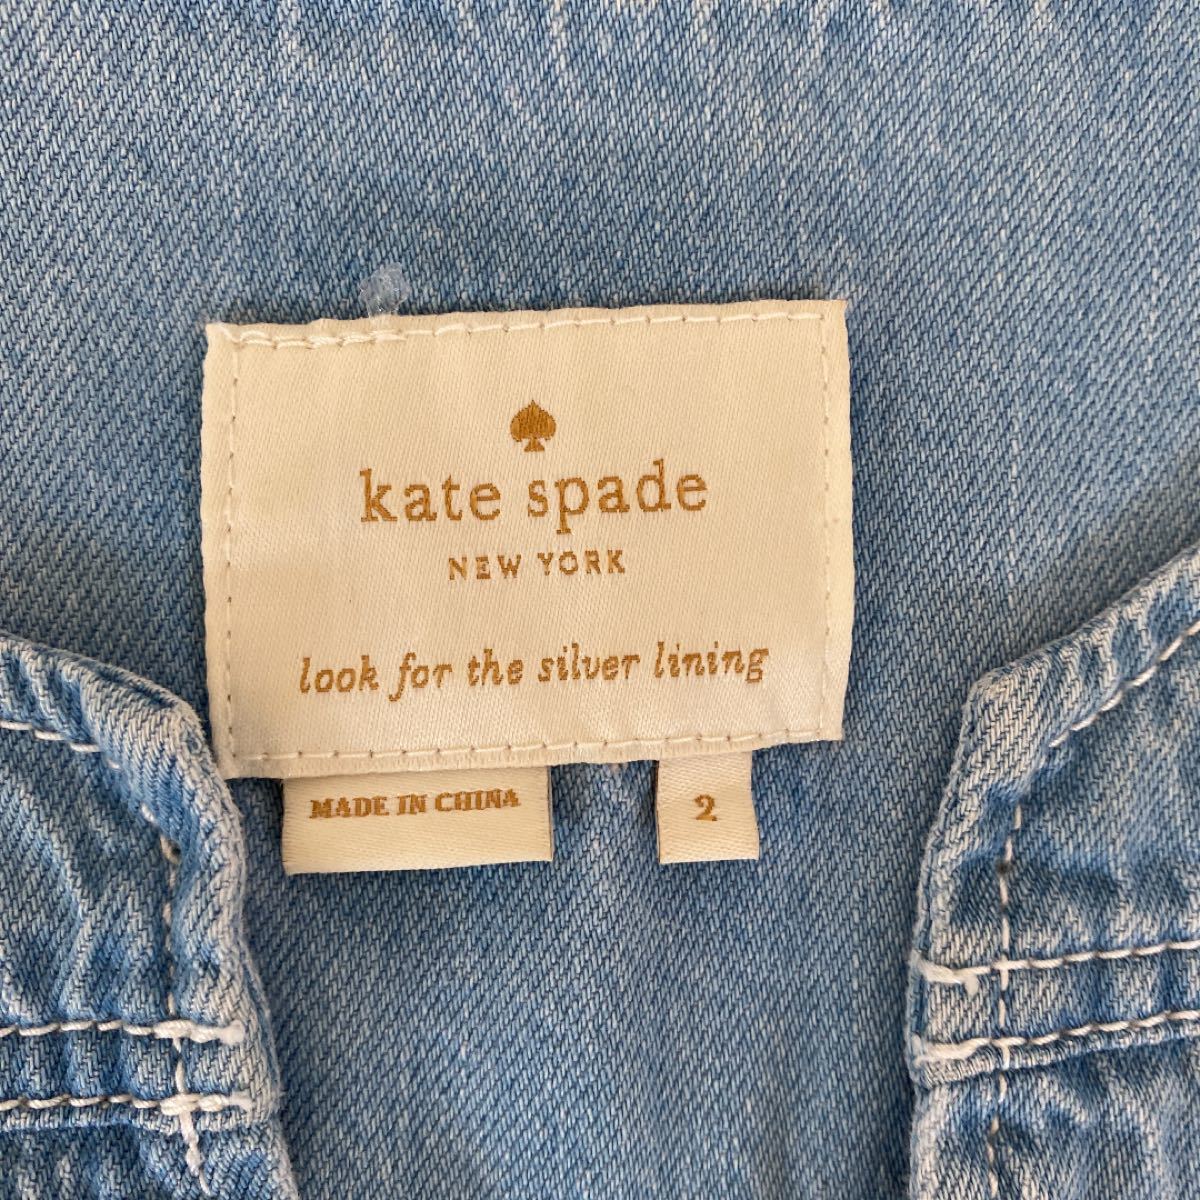 kate spade
NEW YORK
look for the silver lining
MADE IN CHINA
2